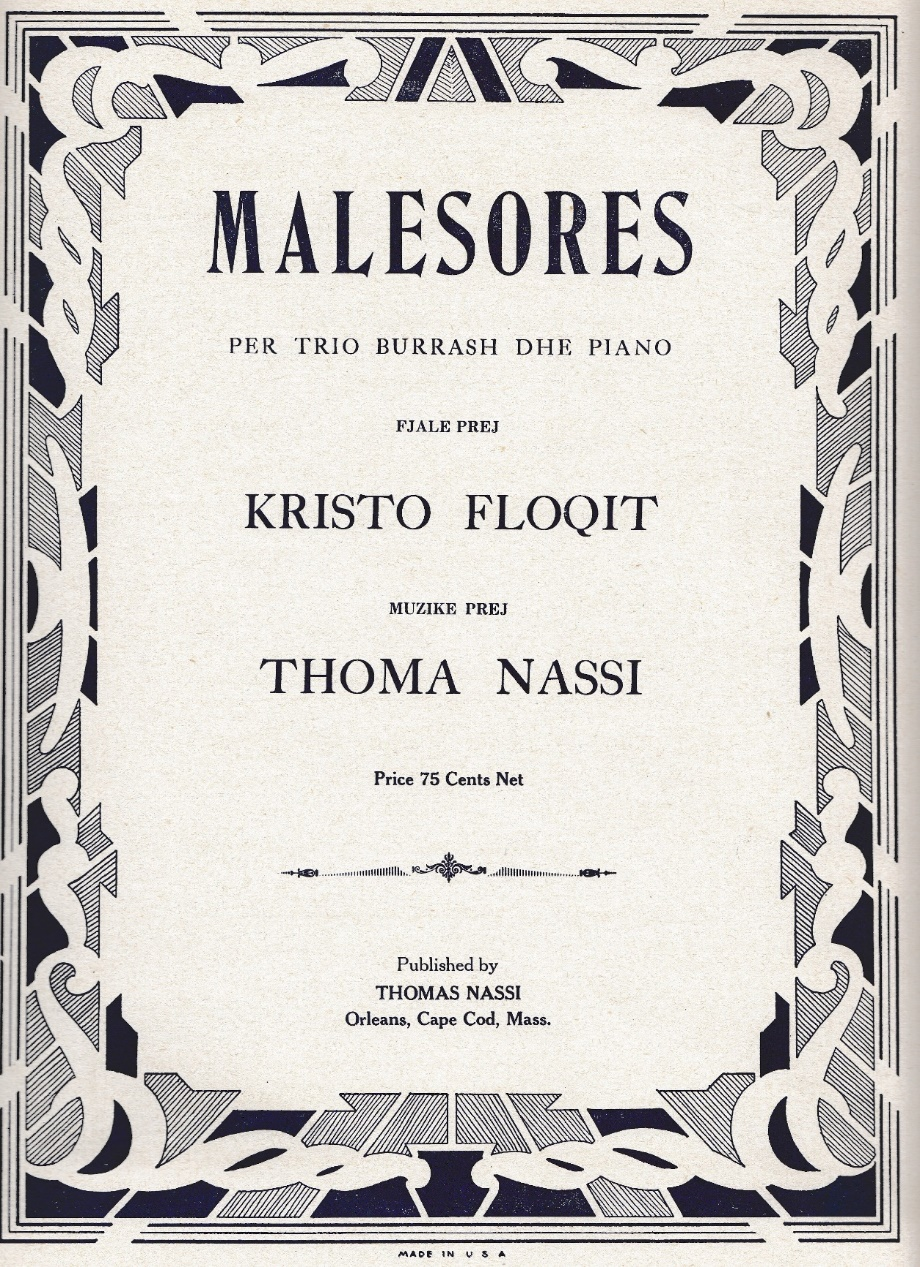 MALESORES
PER TRIO BURRASH DHE PIANO
FJALE PREJ
KRISTO FLOQIT
MUZIKE PREJ
THOMA NASSI
Price 75 Cents Net
Published by
THOMAS NASSI
Orleans, Cape Cod, Mass.
MADE IN U S A